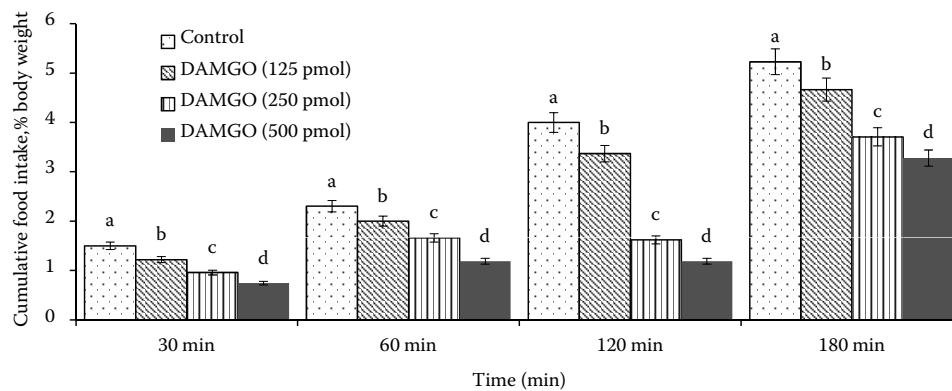 Cumulative food intake,% body weight
6
5
4
3
2
1
0
Control
DAMGO (125 pmol)
DAMGO (250 pmol)
DAMGO (500 pmol)
a
b
c
d
a
b
c
d
a
b
c
d
a
b
c
d
30 min
60 min
120 min
180 min
Time (min)